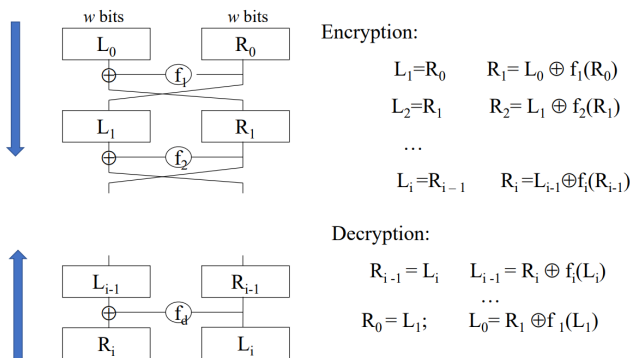 w bits w bits
L₀ R₀
⊕ f₁
L₁ R₁
⊕ f₂
Encryption:
L₁=R₀ R₁= L₀ ⊕ f₁(R₀)
L₂=R₁ R₂= L₁ ⊕ f₂(R₁)
…
Lᵢ=Rᵢ₋₁ Rᵢ=Lᵢ₋₁⊕fᵢ(Rᵢ₋₁)
Lᵢ₋₁ Rᵢ₋₁
⊕ f_d
Rᵢ Lᵢ
Decryption:
Rᵢ₋₁ = Lᵢ Lᵢ₋₁ = Rᵢ ⊕ fᵢ(Lᵢ)
…
R₀ = L₁; L₀= R₁ ⊕f ₁(L₁)